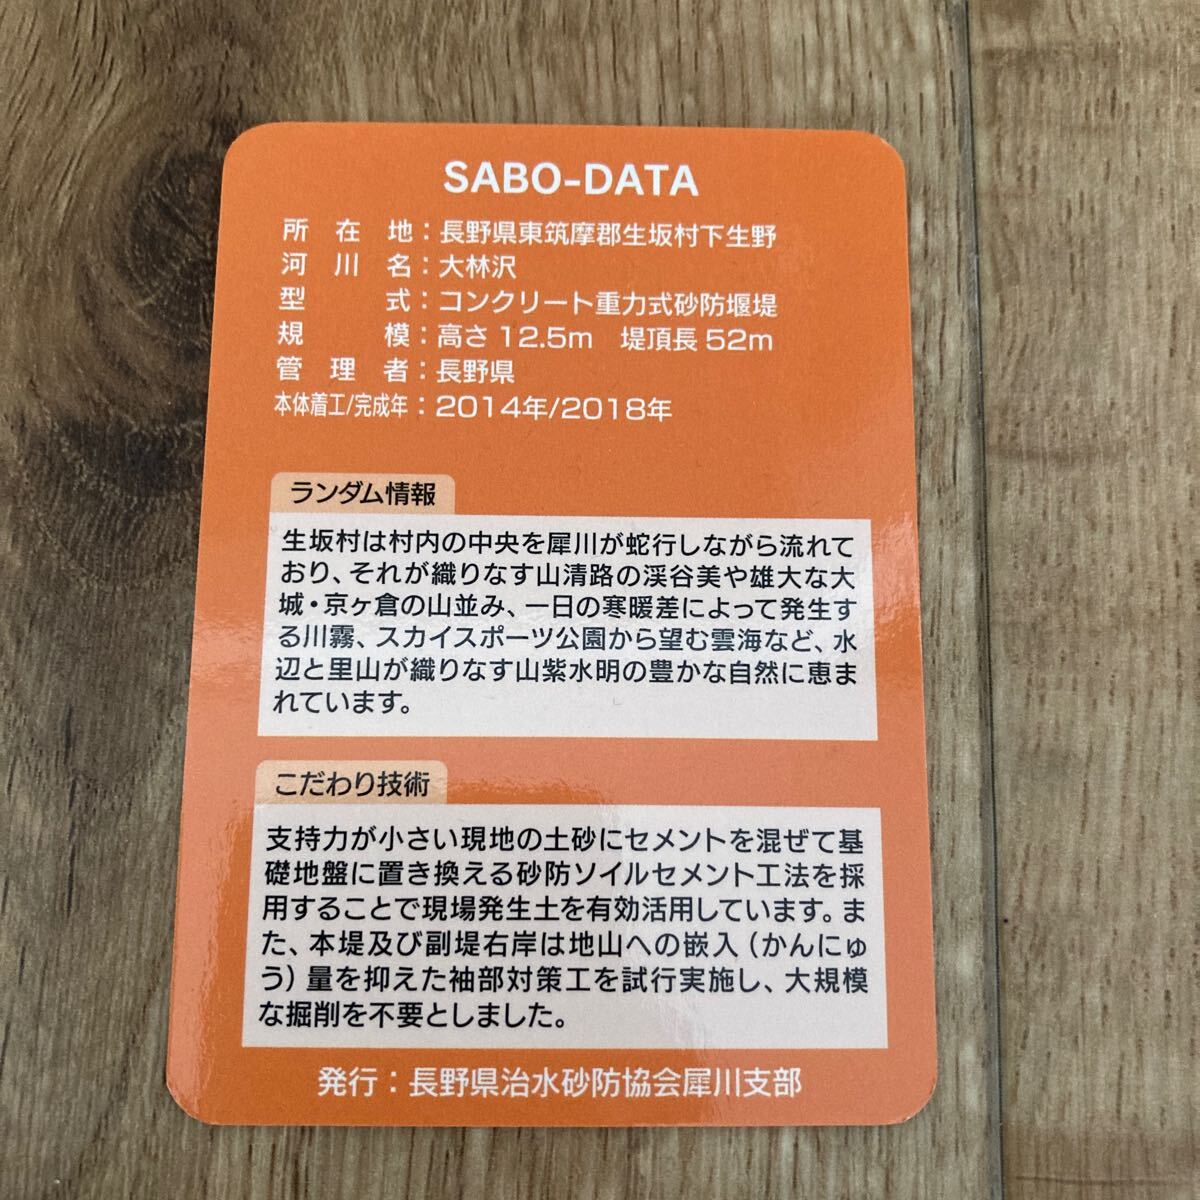 SABO-DATA
所在地：長野県東筑摩郡生坂村下生野
河川名：大林沢
型式：コンクリート重力式砂防堰堤
規模：高さ 12.5m　堤頂長 52m
管理者：長野県
本体着工/完成年：2014年/2018年
ランダム情報
生坂村は村内の中央を犀川が蛇行しながら流れて
おり、それが織りなす山清路の渓谷美や雄大な大
城・京ヶ倉の山並み、一日の寒暖差によって発生す
る川霧、スカイスポーツ公園から望む雲海など、水
辺と里山が織りなす山紫水明の豊かな自然に恵ま
れています。
こだわり技術
支持力が小さい現地の土砂にセメントを混ぜて基
礎地盤に置き換える砂防ソイルセメント工法を採
用することで現場発生土を有効活用しています。ま
た、本堤及び副堤右岸は地山への嵌入（かんにゅ
う）量を抑えた袖部対策工を試行実施し、大規模
な掘削を不要としました。
発行：長野県治水砂防協会犀川支部